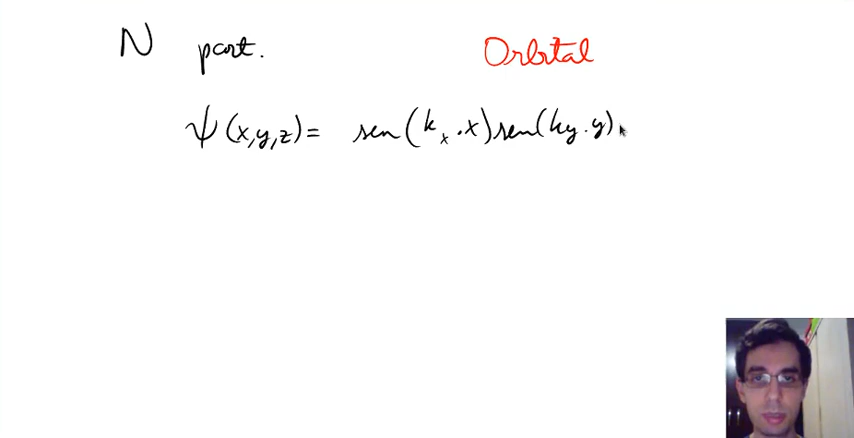 N part. Orbital
ψ(x,y,z)= sen(kₓ.x)sen(ky.y).